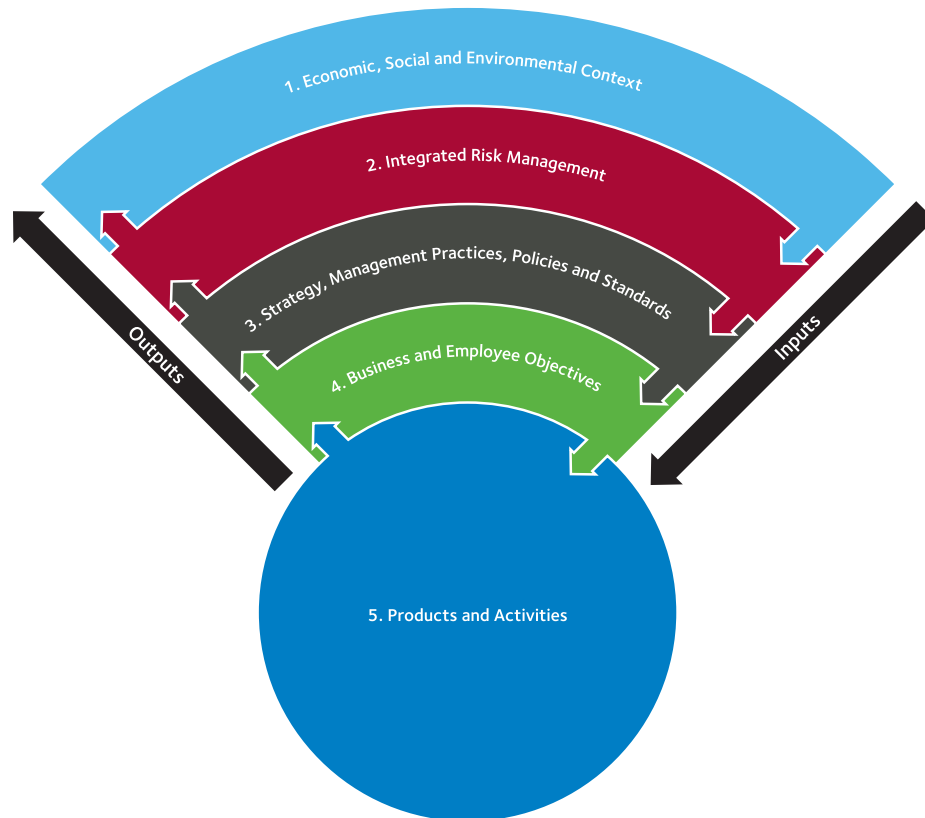 1. Economic, Social and Environmental Context
2. Integrated Risk Management
3. Strategy, Management Practices, Policies and Standards
4. Business and Employee Objectives
Outputs
Inputs
5. Products and Activities